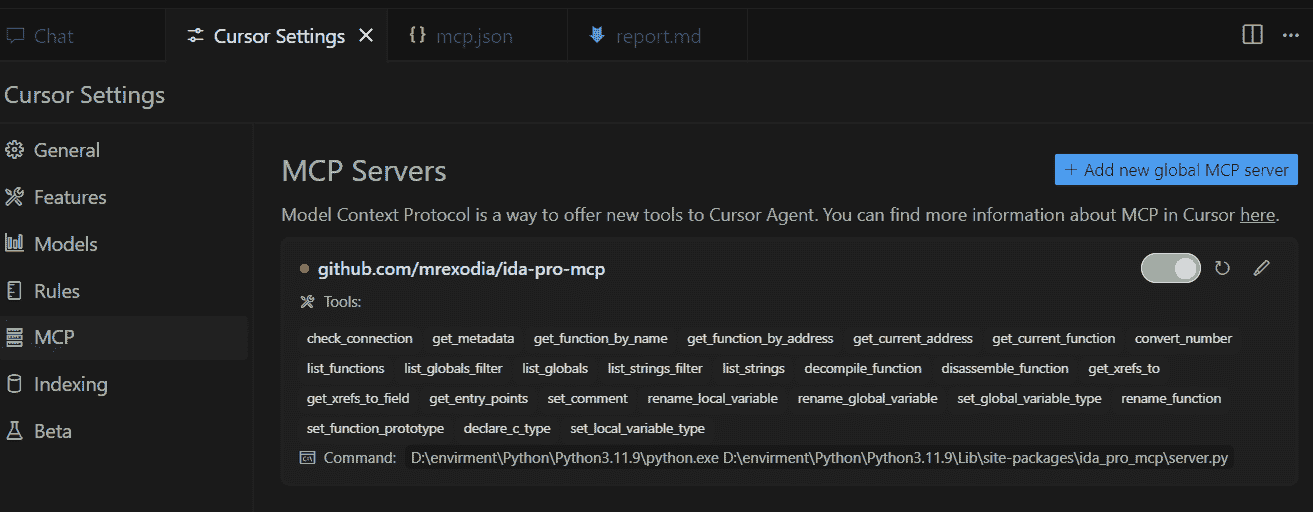 Chat Cursor Settings mcp.json report.md
Cursor Settings
General
Features
Models
Rules
MCP
Indexing
Beta
MCP Servers
+ Add new global MCP server
Model Context Protocol is a way to offer new tools to Cursor Agent. You can find more information about MCP in Cursor here.
github.com/mrexodia/ida-pro-mcp
Tools:
check_connection get_metadata get_function_by_name get_function_by_address get_current_address get_current_function convert_number
list_functions list_globals_filter list_globals list_strings_filter list_strings decompile_function disassemble_function get_xrefs_to
get_xrefs_to_field get_entry_points set_comment rename_local_variable rename_global_variable set_global_variable_type rename_function
set_function_prototype declare_c_type set_local_variable_type
Command: D:\envirment\Python\Python3.11.9\python.exe D:\envirment\Python\Python3.11.9\Lib\site-packages\ida_pro_mcp\server.py